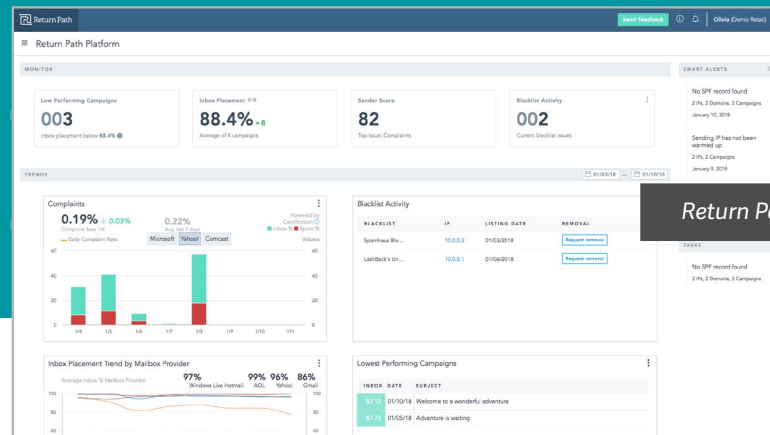 Return Path
Send feedback
Olivia (Demo Retail)
Return Path Platform
MONITOR
Low Performing Campaigns
003
Inbox placement below 88.4%
Inbox Placement
88.4% +8
Average of 4 campaigns
Sender Score
82
Top issue: Complaints
Blacklist Activity
002
Current blacklist issues
SMART ALERTS
No SPF record found
2 IPs, 2 Domains, 2 Campaigns
January 10, 2018
Sending IP has not been
warmed up
2 IPs, 2 Campaigns
January 9, 2018
TRENDS
01/03/18 — 01/10/18
Complaints
0.19% ↓ 0.03%
Complaint Rate 1/8
0.22%
Avg. last 7 days
Powered by
Certification
Inbox % Spam %
Daily Complaint Rate
Microsoft Yahoo! Comcast
Volume
60 60
40 40
20 20
0 0
1/4 1/5 1/6 1/7 1/8 1/9 1/10 1/11
Blacklist Activity
BLACKLIST IP LISTING DATE REMOVAL
Spamhaus Blo... 10.0.0.2 01/03/2018 Request removal
LashBack's Un... 10.0.0.1 01/06/2018 Request removal
Return P
TASKS
No SPF record found
2 IPs, 2 Domains, 2 Campaigns
Inbox Placement Trend by Mailbox Provider
Average Inbox % Mailbox Provider
97% 99% 96% 86%
Windows Live Hotmail AOL Yahoo! Gmail
100 100
80 80
60 60
Lowest Performing Campaigns
INBOX DATE SUBJECT
82.12 01/10/18 Welcome to a wonderful adventure
87.73 01/05/18 Adventure is waiting